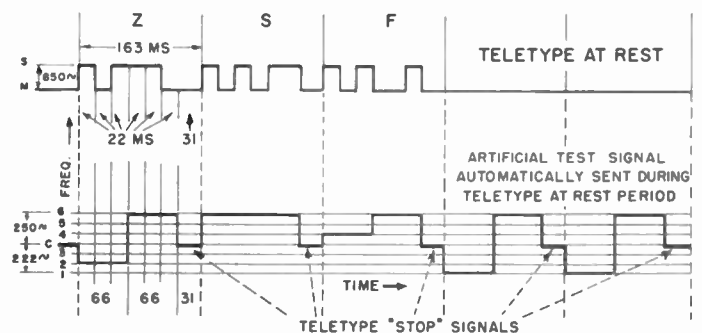 Z S F
163 MS
S
850~
M
TELETYPE AT REST
22 MS 31
FREQ.
ARTIFICIAL TEST SIGNAL
AUTOMATICALLY SENT DURING
TELETYPE AT REST PERIOD
6
5
250~ 4
C
3
222~ 2
1
66 66 31
TIME
TELETYPE "STOP" SIGNALS